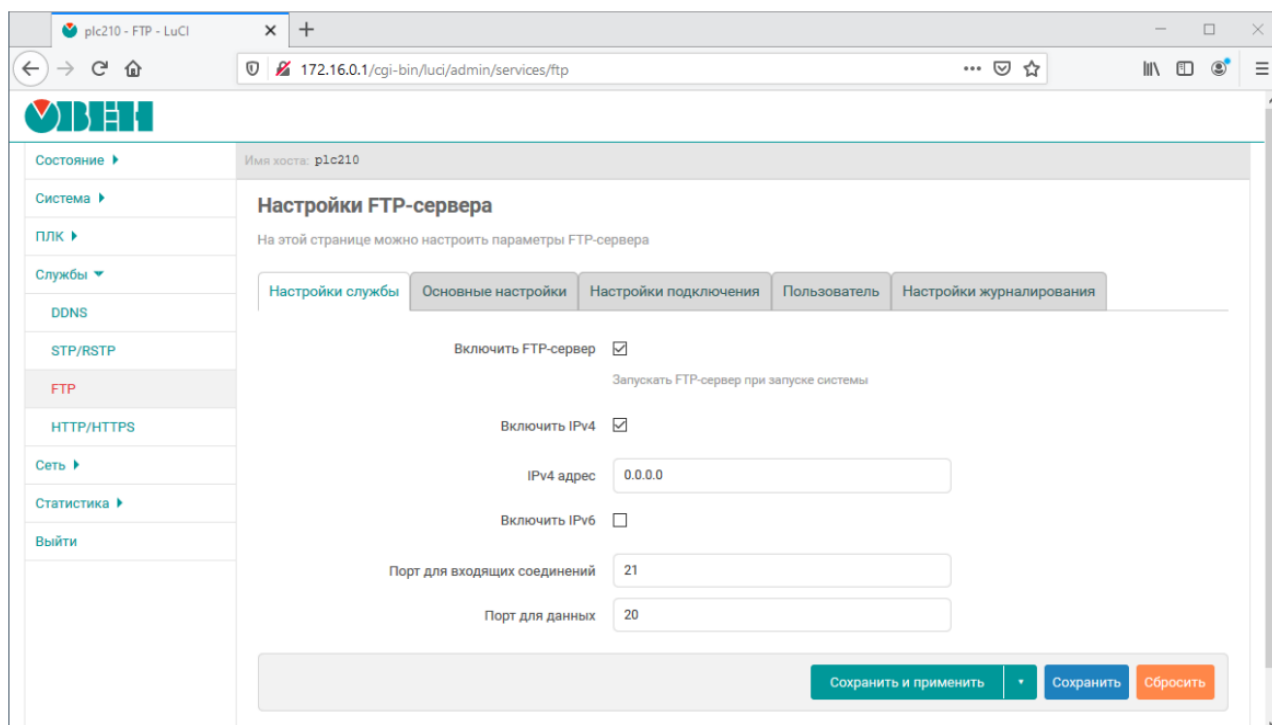 plc210 - FTP - LuCI
172.16.0.1/cgi-bin/luci/admin/services/ftp
ОВЕН
Состояние
Имя хоста: plc210
Система
ПЛК
Службы
DDNS
STP/RSTP
FTP
HTTP/HTTPS
Сеть
Статистика
Выйти
Настройки FTP-сервера
На этой странице можно настроить параметры FTP-сервера
Настройки службы Основные настройки Настройки подключения Пользователь Настройки журналирования
Включить FTP-сервер
Запускать FTP-сервер при запуске системы
Включить IPv4
IPv4 адрес 0.0.0.0
Включить IPv6
Порт для входящих соединений 21
Порт для данных 20
Сохранить и применить Сохранить Сбросить